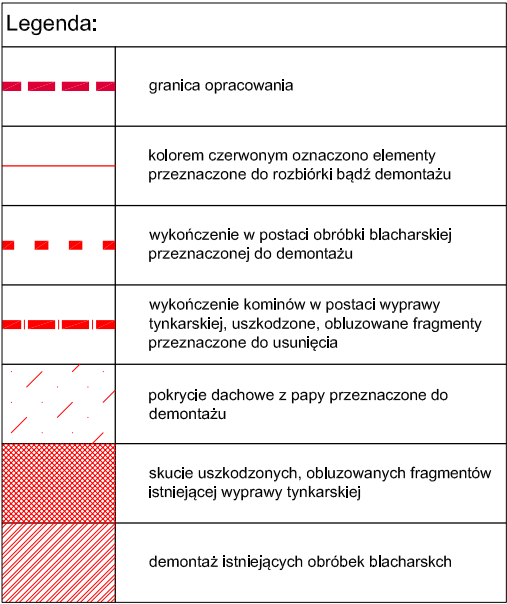 Legenda:
granica opracowania
kolorem czerwonym oznaczono elementy
przeznaczone do rozbiórki bądź demontażu
wykończenie w postaci obróbki blacharskiej
przeznaczonej do demontażu
wykończenie kominów w postaci wyprawy
tynkarskiej, uszkodzone, obluzowane fragmenty
przeznaczone do usunięcia
pokrycie dachowe z papy przeznaczone do
demontażu
skucie uszkodzonych, obluzowanych fragmentów
istniejącej wyprawy tynkarskiej
demontaż istniejących obróbek blacharskch